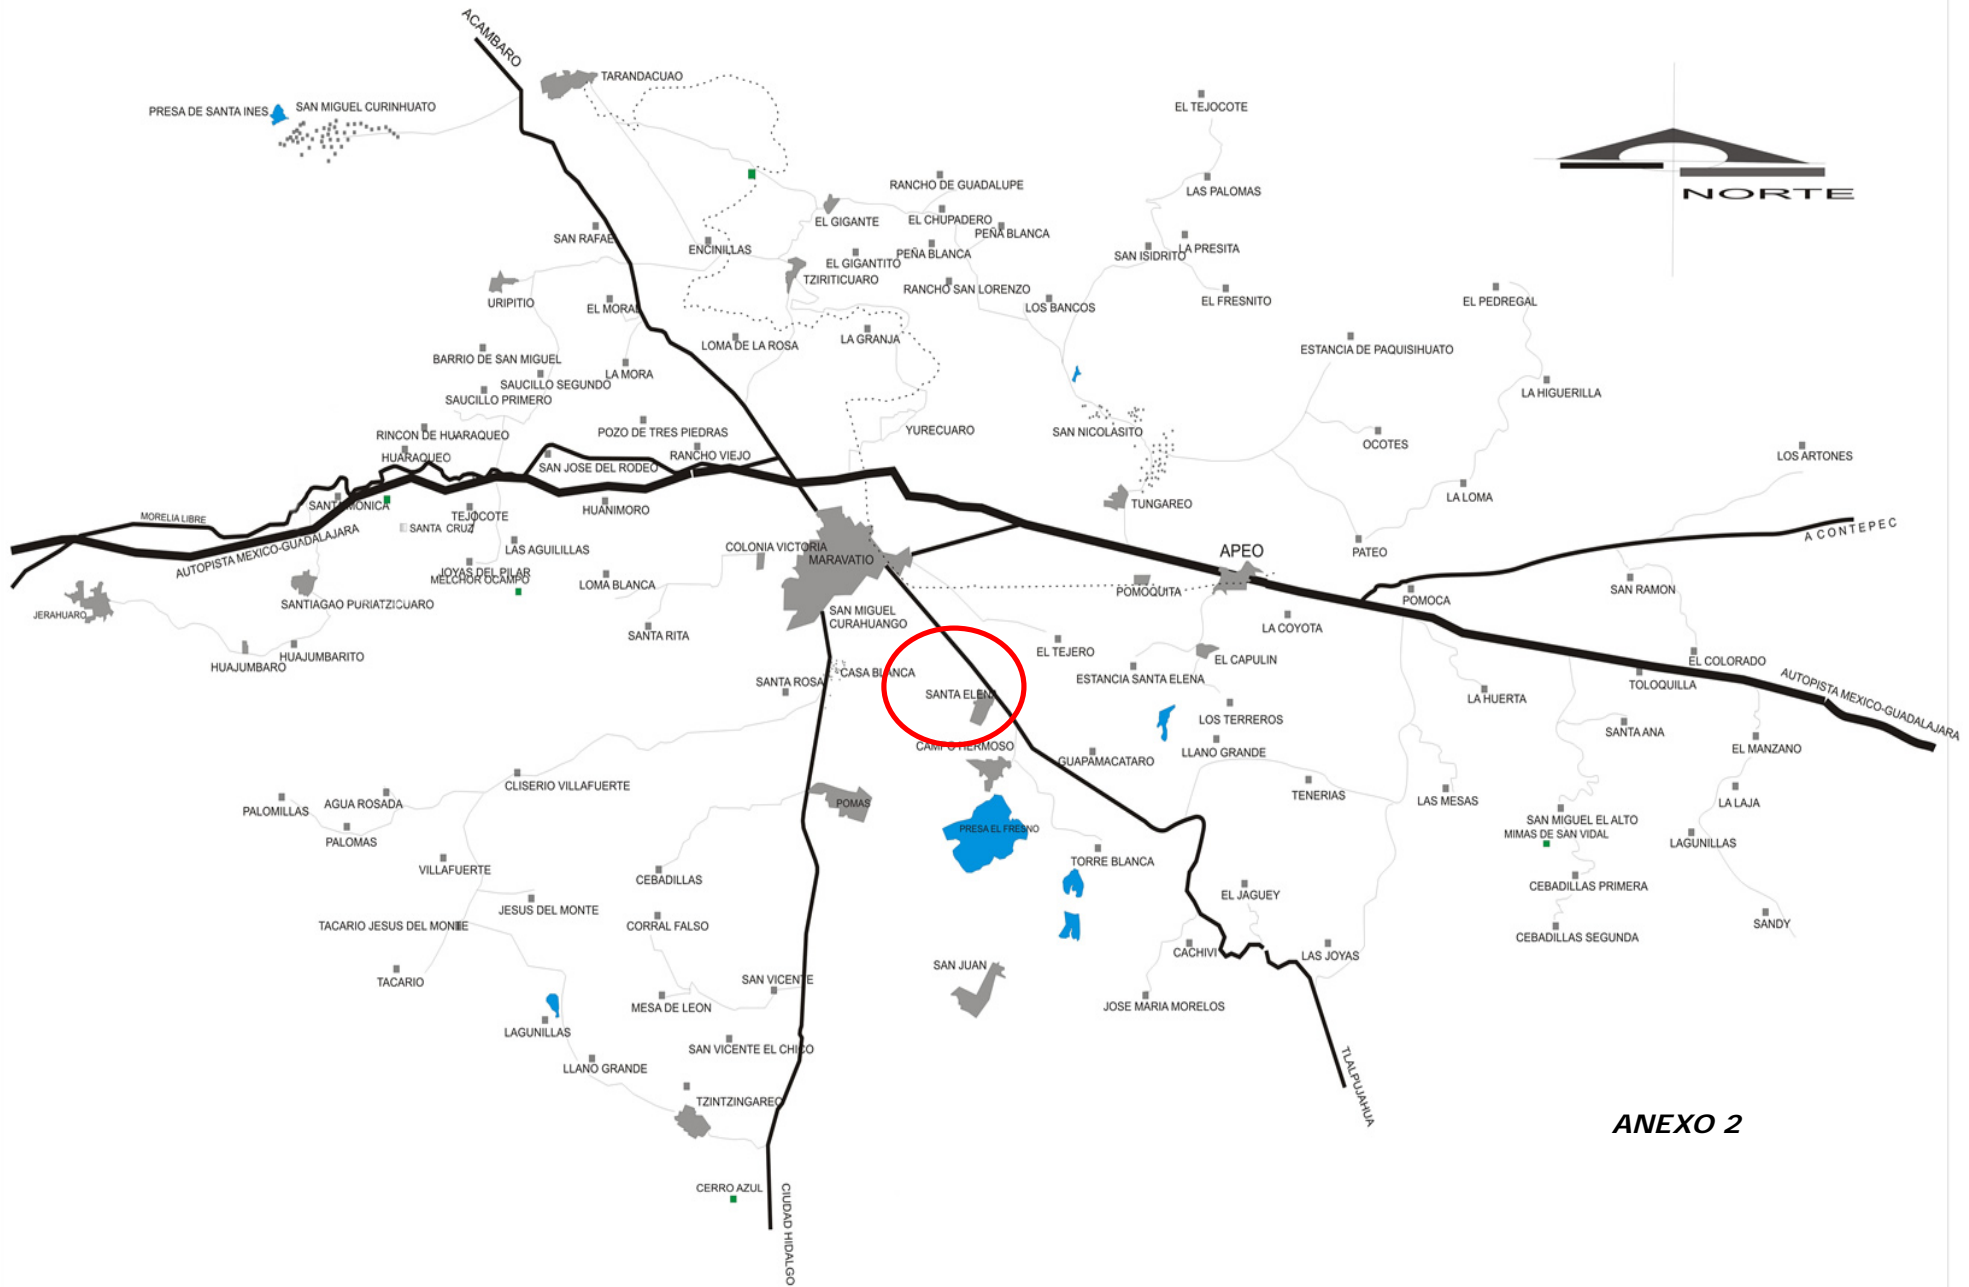 ACAMBARO
TARANDACUAO
PRESA DE SANTA INES
SAN MIGUEL CURINHUATO
EL TEJOCOTE
NORTE
RANCHO DE GUADALUPE
LAS PALOMAS
EL GIGANTE
EL CHUPADERO
PEÑA BLANCA
SAN RAFAE
ENCINILLAS
PEÑA BLANCA
LA PRESITA
SAN ISIDRITO
EL GIGANTITO
TZIRITICUARO
RANCHO SAN LORENZO
URIPITIO
EL MORAL
LOS BANCOS
EL FRESNITO
EL PEDREGAL
LOMA DE LA ROSA
LA GRANJA
ESTANCIA DE PAQUISIHUATO
BARRIO DE SAN MIGUEL
LA MORA
SAUCILLO SEGUNDO
SAUCILLO PRIMERO
LA HIGUERILLA
RINCON DE HUARAQUEO
POZO DE TRES PIEDRAS
YURECUARO
SAN NICOLASITO
OCOTES
HUARAQUEO
RANCHO VIEJO
SAN JOSE DEL RODEO
LOS ARTONES
SANTA MONICA
TEJOCOTE
HUANIMORO
TUNGAREO
LA LOMA
MORELIA LIBRE
SANTA CRUZ
AUTOPISTA MEXICO-GUADALAJARA
LAS AGUILILLAS
COLONIA VICTORIA
MARAVATIO
APEO
PATEO
A CONTEPEC
JOYAS DEL PILAR
MELCHOR OCAMPO
LOMA BLANCA
POMOQUITA
SAN RAMON
JERAHUARO
SANTIAGAO PURIATZICUARO
SAN MIGUEL
CURAHUANGO
POMOCA
LA COYOTA
SANTA RITA
HUAJUMBARO
HUAJUMBARITO
EL TEJERO
EL CAPULIN
EL COLORADO
CASA BLANCA
SANTA ROSA
SANTA ELENA
ESTANCIA SANTA ELENA
TOLOQUILLA
AUTOPISTA MEXICO-GUADALAJARA
LA HUERTA
LOS TERREROS
SANTA ANA
CAMPO HERMOSO
GUAPAMACATARO
LLANO GRANDE
EL MANZANO
CLISERIO VILLAFUERTE
PALOMILLAS
AGUA ROSADA
POMAS
TENERIAS
LAS MESAS
LA LAJA
PALOMAS
PRESA EL FRESNO
SAN MIGUEL EL ALTO
MIMAS DE SAN VIDAL
LAGUNILLAS
VILLAFUERTE
CEBADILLAS
TORRE BLANCA
CEBADILLAS PRIMERA
JESUS DEL MONTE
EL JAGUEY
TACARIO JESUS DEL MONTE
CORRAL FALSO
SANDY
CEBADILLAS SEGUNDA
CACHIVI
LAS JOYAS
SAN JUAN
TACARIO
SAN VICENTE
MESA DE LEON
JOSE MARIA MORELOS
LAGUNILLAS
SAN VICENTE EL CHICO
LLANO GRANDE
TLALPUJAHUA
TZINTZINGAREO
ANEXO 2
CERRO AZUL
CIUDAD HIDALGO